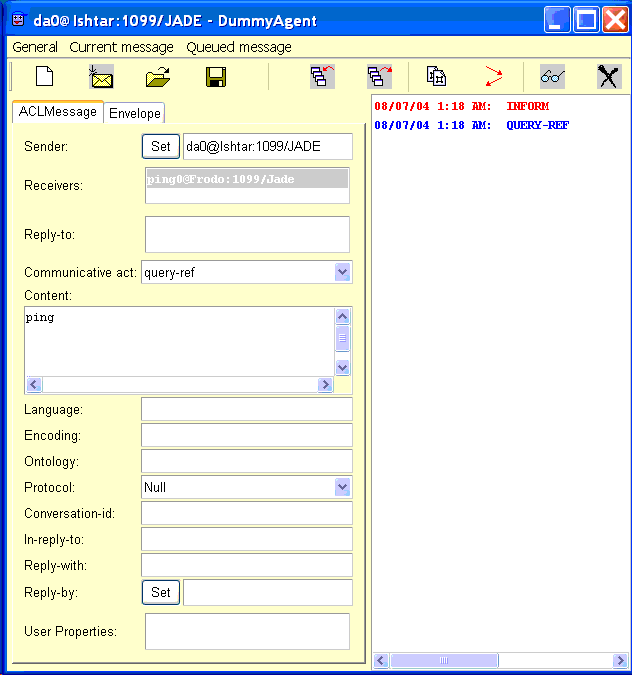 da0@Ishtar:1099/JADE - DummyAgent
General Current message Queued message
ACLMessage Envelope
Sender: Set da0@Ishtar:1099/JADE
Receivers: ping0@Frodo:1099/Jade
Reply-to:
Communicative act: query-ref
Content:
ping
Language:
Encoding:
Ontology:
Protocol: Null
Conversation-id:
In-reply-to:
Reply-with:
Reply-by: Set
User Properties:
08/07/04 1:18 AM: INFORM
08/07/04 1:18 AM: QUERY-REF